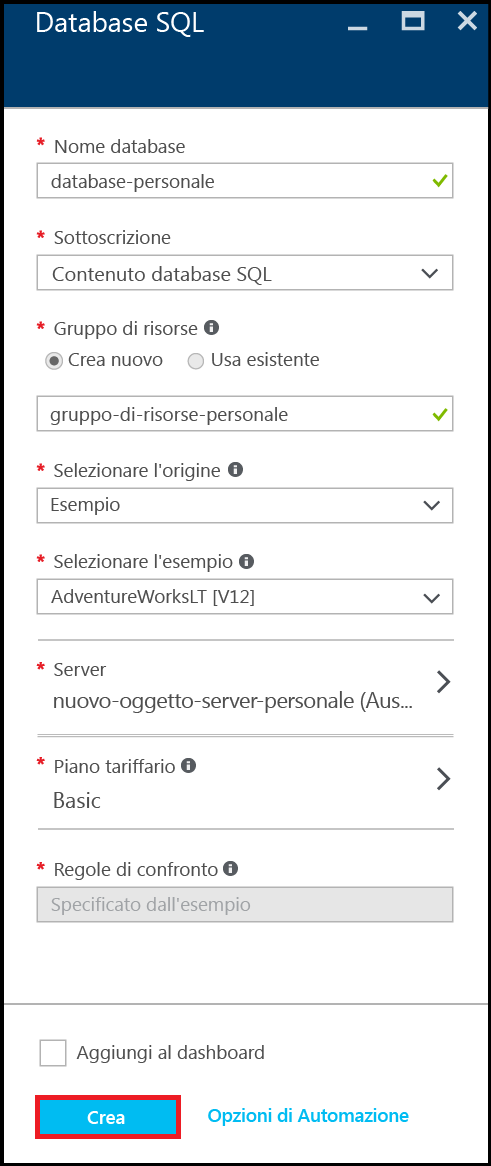 Database SQL
* Nome database
database-personale
* Sottoscrizione
Contenuto database SQL
* Gruppo di risorse
Crea nuovo Usa esistente
gruppo-di-risorse-personale
* Selezionare l'origine
Esempio
* Selezionare l'esempio
AdventureWorksLT [V12]
* Server
nuovo-oggetto-server-personale (Aus...
* Piano tariffario
Basic
* Regole di confronto
Specificato dall'esempio
Aggiungi al dashboard
Crea Opzioni di Automazione